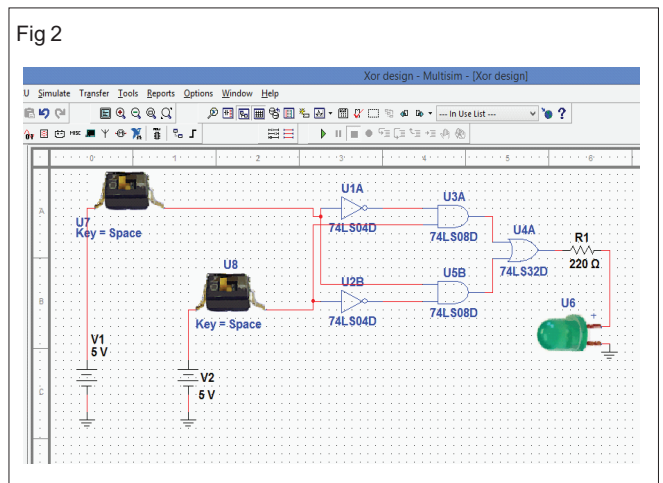 Fig 2
Xor design - Multisim - [Xor design]
U Simulate Transfer Tools Reports Options Window Help
--- In Use List ---
?
MISC
0 1 2 3 4 5 6
A
B
C
U7
Key = Space
U8
Key = Space
V1
5 V
V2
5 V
U1A
74LS04D
U2B
74LS04D
U3A
74LS08D
U5B
74LS08D
U4A
74LS32D
R1
220 Ω
U6
+